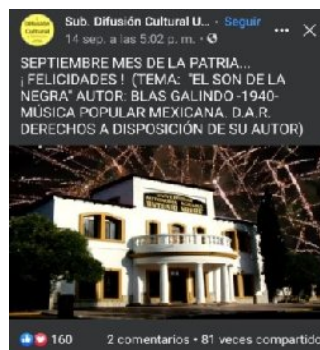 Sub. Difusión Cultural U... · Seguir
14 sep. a las 5:02 p. m. ·
SEPTIEMBRE MES DE LA PATRIA...
¡ FELICIDADES ! (TEMA: "EL SON DE LA
NEGRA" AUTOR: BLAS GALINDO -1940-
MÚSICA POPULAR MEXICANA. D.A.R.
DERECHOS A DISPOSICIÓN DE SU AUTOR)
160 2 comentarios • 81 veces compartido